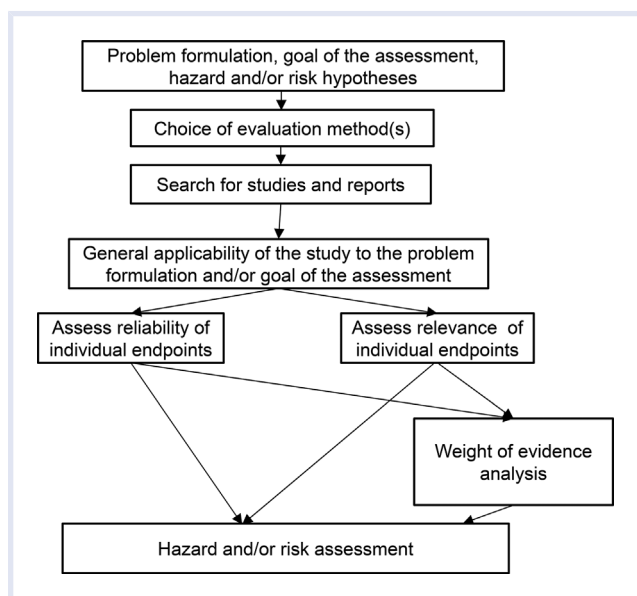 Problem formulation, goal of the assessment,
hazard and/or risk hypotheses
Choice of evaluation method(s)
Search for studies and reports
General applicability of the study to the problem
formulation and/or goal of the assessment
Assess reliability of
individual endpoints
Assess relevance of
individual endpoints
Weight of evidence
analysis
Hazard and/or risk assessment